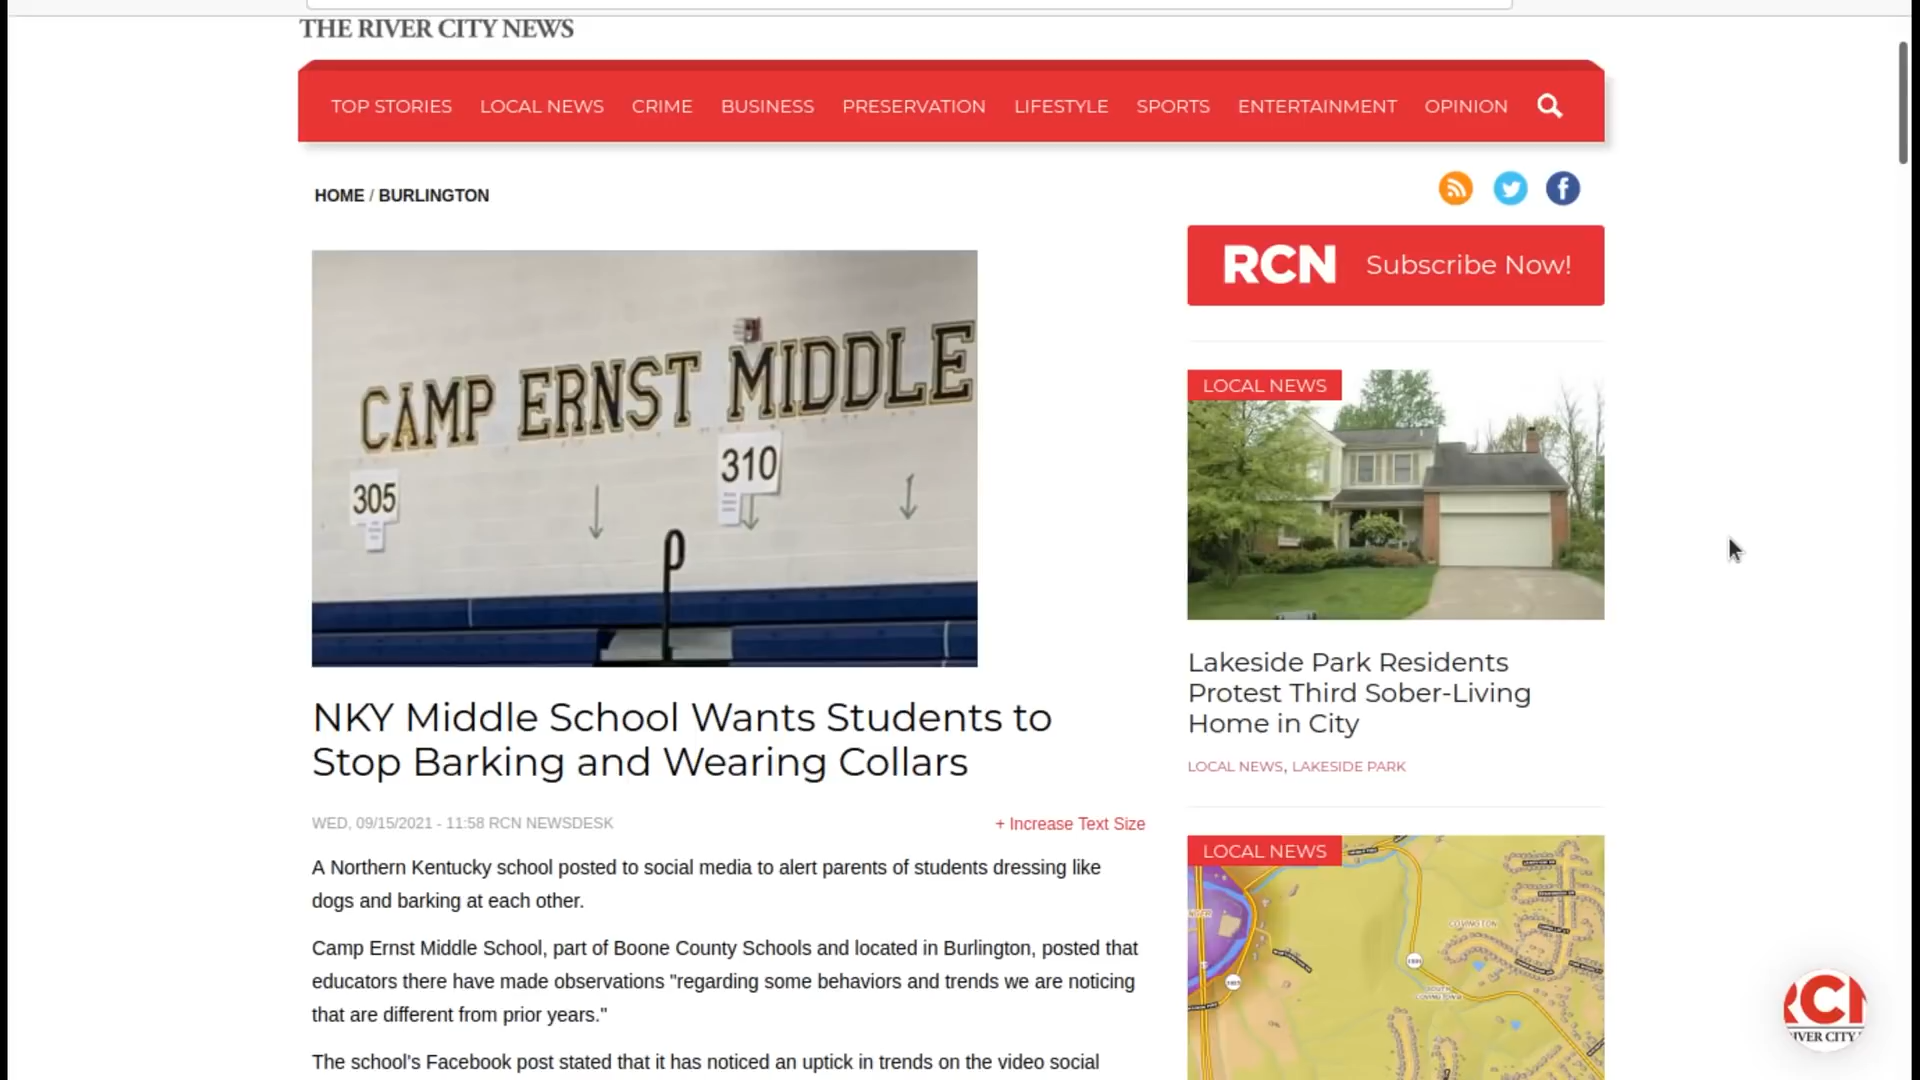 THE RIVER CITY NEWS
TOP STORIES LOCAL NEWS CRIME BUSINESS PRESERVATION LIFESTYLE SPORTS ENTERTAINMENT OPINION
HOME / BURLINGTON
CAMP ERNST MIDDLE
305
310
NKY Middle School Wants Students to
Stop Barking and Wearing Collars
WED, 09/15/2021 - 11:58 RCN NEWSDESK
+ Increase Text Size
A Northern Kentucky school posted to social media to alert parents of students dressing like
dogs and barking at each other.
Camp Ernst Middle School, part of Boone County Schools and located in Burlington, posted that
educators there have made observations "regarding some behaviors and trends we are noticing
that are different from prior years."
The school's Facebook post stated that it has noticed an uptick in trends on the video social
RCN Subscribe Now!
LOCAL NEWS
Lakeside Park Residents
Protest Third Sober-Living
Home in City
LOCAL NEWS, LAKESIDE PARK
LOCAL NEWS
COVINGTON